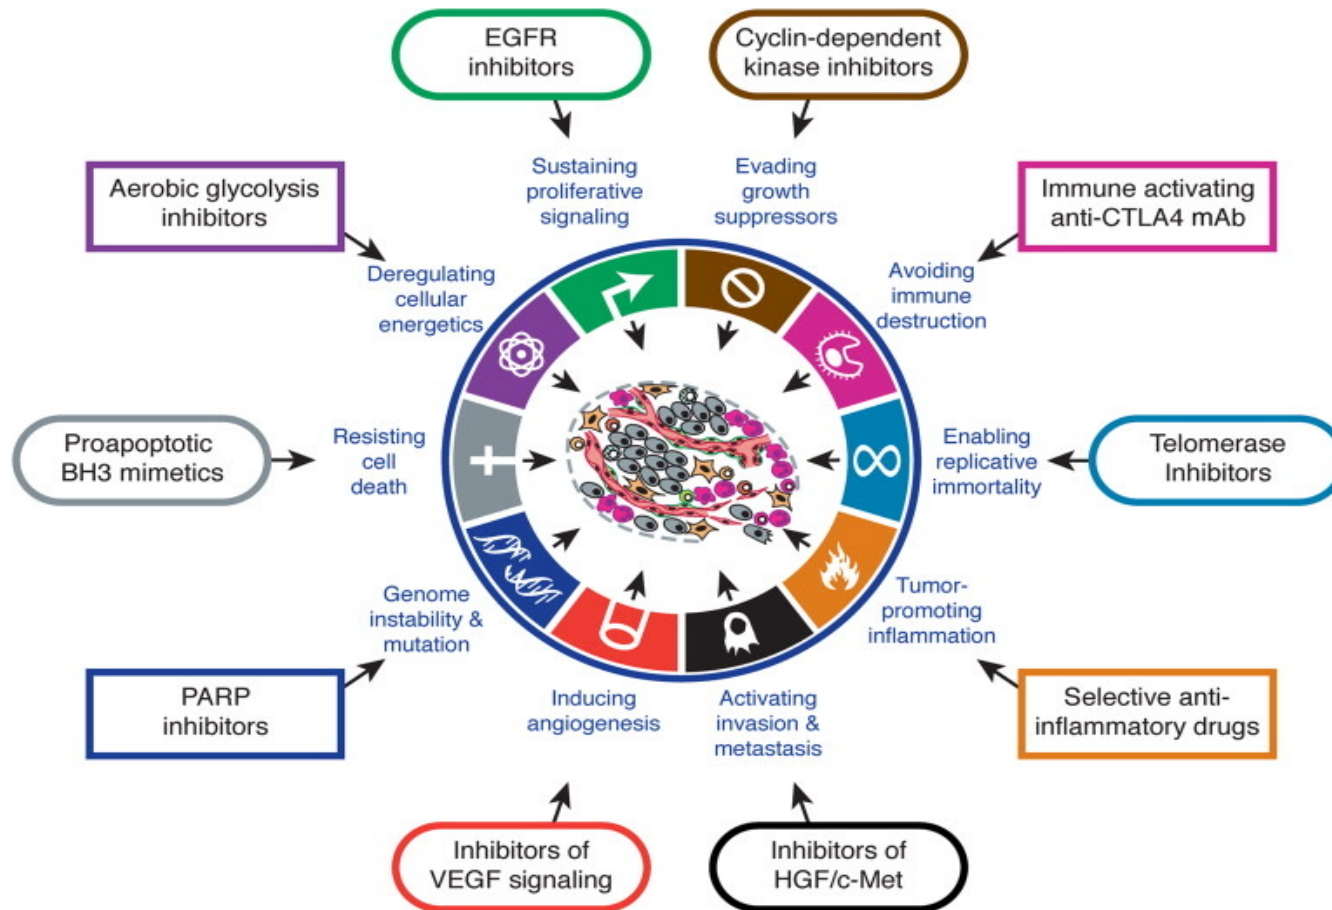 EGFR
inhibitors
Cyclin-dependent
kinase inhibitors
Sustaining
proliferative
signaling
Evading
growth
suppressors
Aerobic glycolysis
inhibitors
Immune activating
anti-CTLA4 mAb
Deregulating
cellular
energetics
Avoiding
immune
destruction
Proapoptotic
BH3 mimetics
Resisting
cell
death
Enabling
replicative
immortality
Telomerase
Inhibitors
Genome
instability &
mutation
Tumor-
promoting
inflammation
PARP
inhibitors
Inducing
angiogenesis
Activating
invasion &
metastasis
Selective anti-
inflammatory drugs
Inhibitors of
VEGF signaling
Inhibitors of
HGF/c-Met